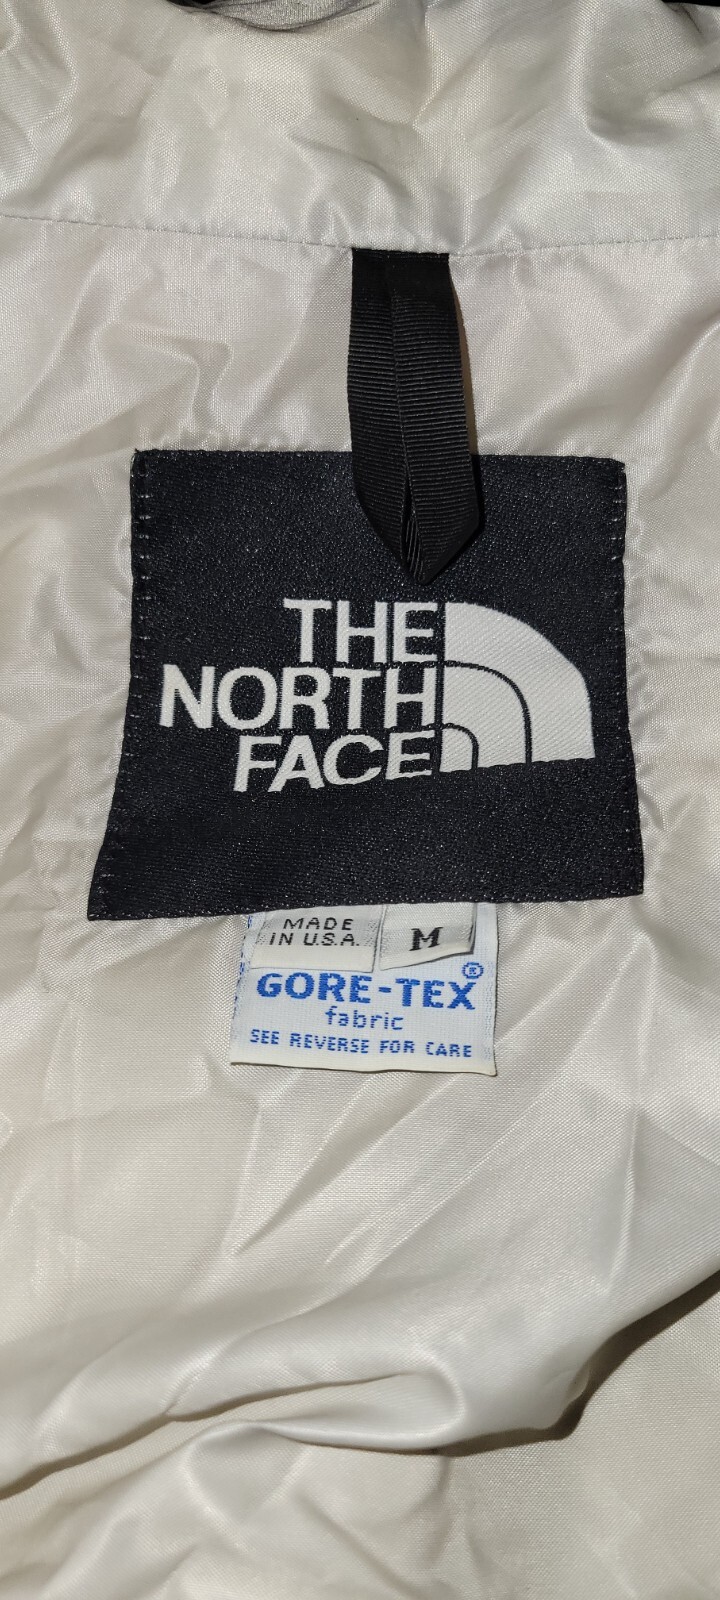 THE
NORTH
FACE
MADE
IN U.S.A.
M
GORE-TEX®
fabric
SEE REVERSE FOR CARE